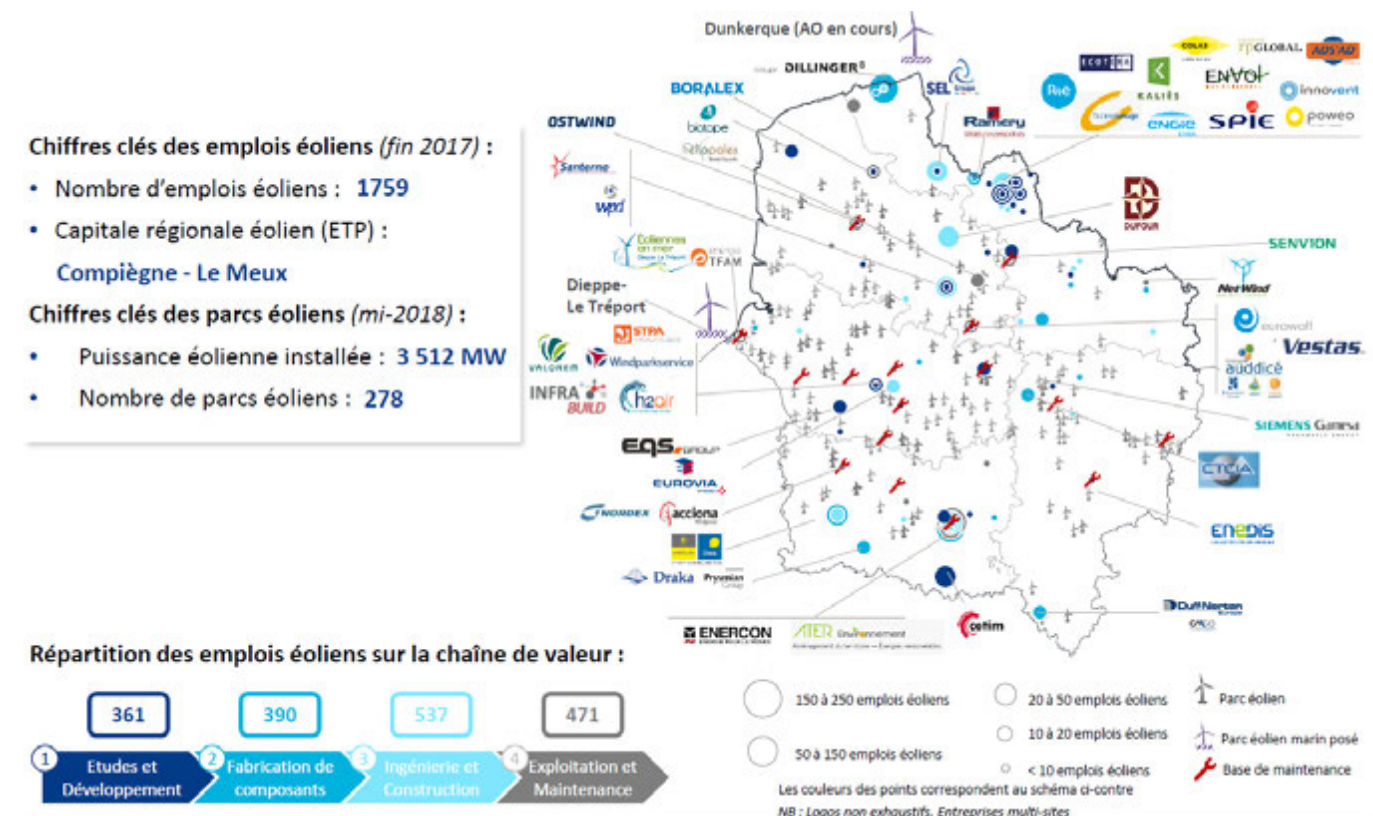 Dunkerque (AO en cours)
DILLINGER
BORALEX
SEL
biotope
OSTWIND
Ramery
KALIÈS
COLAS
GLOBAL
ENVOL
innovent
ENGIE
SPIE
poweo
Chiffres clés des emplois éoliens (fin 2017) :
• Nombre d'emplois éoliens : 1759
• Capitale régionale éolien (ETP) :
Compiègne - Le Meux
Chiffres clés des parcs éoliens (mi-2018) :
• Puissance éolienne installée : 3 512 MW
• Nombre de parcs éoliens : 278
Santerne
wpd
DUFOUR
SENVION
Eoliennes
en mer
TFAM
Dieppe-
Le Tréport
NetWind
eurowatt
Vestas
auddicé
STPA
VALOREM
Windparkservice
INFRA
BUILD
h2air
SIEMENS Gamesa
EQS GROUP
EUROVIA
CTCIA
NORDEX
acciona
ENEDIS
Draka
Prysmian
Group
DuffNorton
ENERCON
ATER Environnement
cetim
Répartition des emplois éoliens sur la chaîne de valeur :
361
390
537
471
1 Etudes et
Développement
2 Fabrication de
composants
3 Ingénierie et
Construction
4 Exploitation et
Maintenance
150 à 250 emplois éoliens
50 à 150 emplois éoliens
20 à 50 emplois éoliens
10 à 20 emplois éoliens
< 10 emplois éoliens
Parc éolien
Parc éolien marin posé
Base de maintenance
Les couleurs des points correspondent au schéma ci-contre
NB : Logos non exhaustifs. Entreprises multi-sites